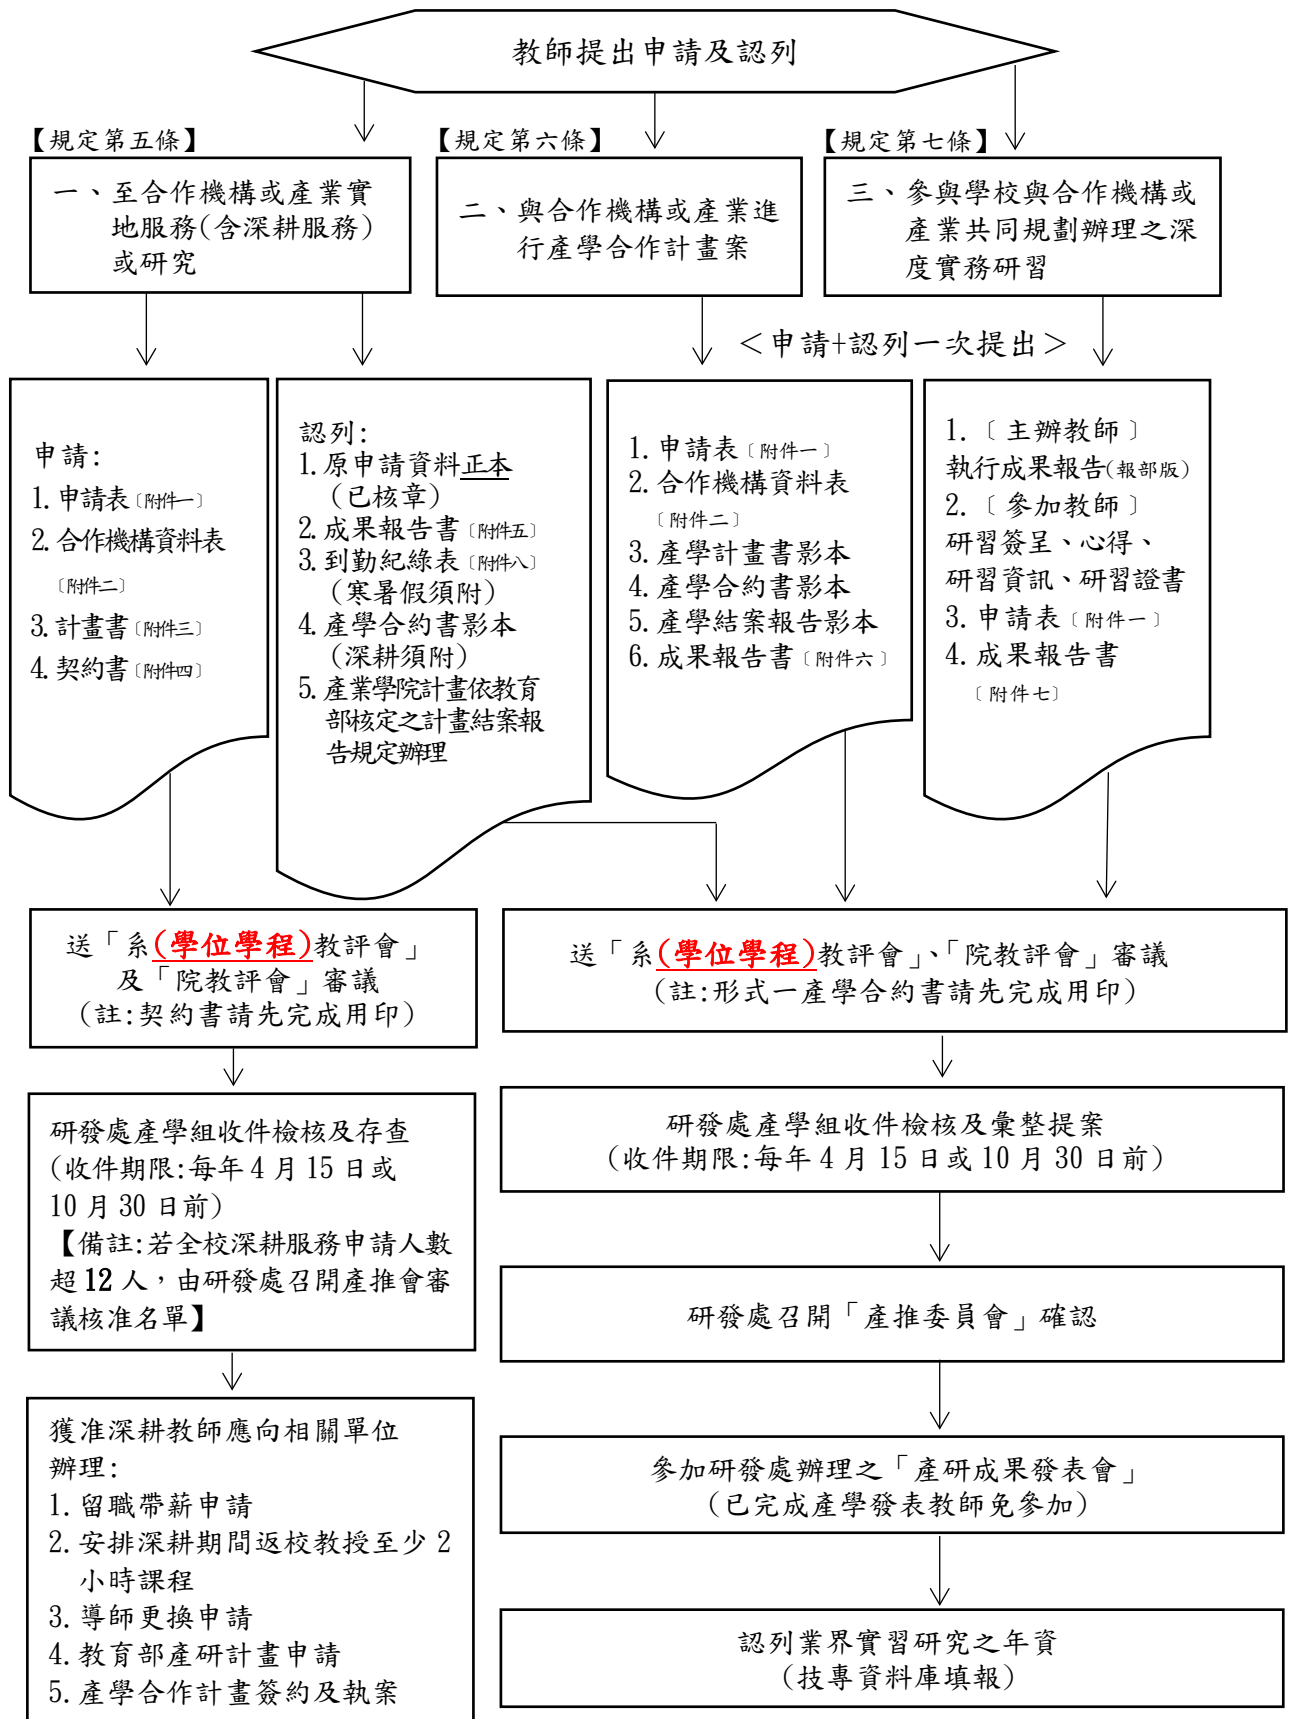 教師提出申請及認列
【規定第五條】
一、至合作機構或產業實
地服務(含深耕服務)
或研究
【規定第六條】
二、與合作機構或產業進
行產學合作計畫案
【規定第七條】
三、參與學校與合作機構或
產業共同規劃辦理之深
度實務研習
＜申請+認列一次提出＞
申請:
1.申請表〔附件一〕
2.合作機構資料表
〔附件二〕
3.計畫書〔附件三〕
4.契約書〔附件四〕
認列:
1.原申請資料正本
(已核章)
2.成果報告書〔附件五〕
3.到勤紀錄表〔附件八〕
(寒暑假須附)
4.產學合約書影本
(深耕須附)
5.產業學院計畫依教育
部核定之計畫結案報
告規定辦理
1.申請表〔附件一〕
2.合作機構資料表
〔附件二〕
3.產學計畫書影本
4.產學合約書影本
5.產學結案報告影本
6.成果報告書〔附件六〕
1.〔主辦教師〕
執行成果報告(報部版)
2.〔參加教師〕
研習簽呈、心得、
研習資訊、研習證書
3.申請表〔附件一〕
4.成果報告書
〔附件七〕
送「系(學位學程)教評會」
及「院教評會」審議
(註:契約書請先完成用印)
送「系(學位學程)教評會」、「院教評會」審議
(註:形式一產學合約書請先完成用印)
研發處產學組收件檢核及存查
(收件期限:每年 4 月 15 日或
10 月 30 日前)
【備註:若全校深耕服務申請人數
超 12 人，由研發處召開產推會審
議核准名單】
研發處產學組收件檢核及彙整提案
(收件期限:每年 4 月 15 日或 10 月 30 日前)
研發處召開「產推委員會」確認
獲准深耕教師應向相關單位
辦理:
1.留職帶薪申請
2.安排深耕期間返校教授至少 2
小時課程
3.導師更換申請
4.教育部產研計畫申請
5.產學合作計畫簽約及執案
參加研發處辦理之「產研成果發表會」
(已完成產學發表教師免參加)
認列業界實習研究之年資
(技專資料庫填報)